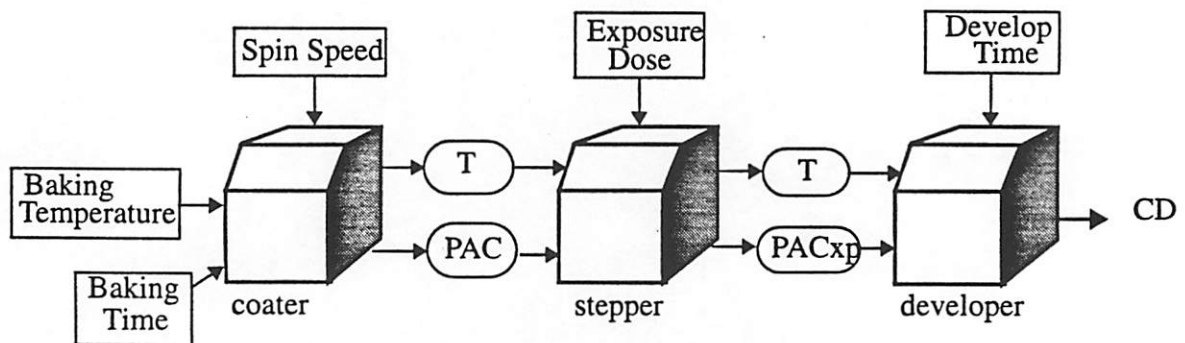 Spin Speed
Exposure
Dose
Develop
Time
T
T
Baking
Temperature
CD
PAC
PACxp
Baking
Time
coater
stepper
developer